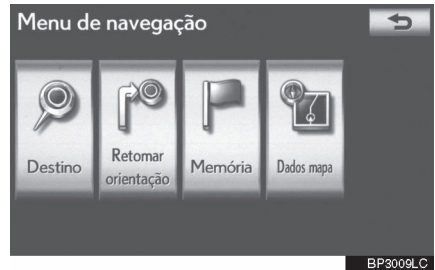 Menu de navegação
Destino
Retomar
orientação
Memória
Dados mapa
BP3009LC